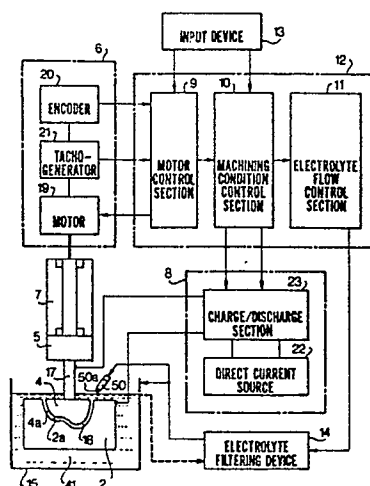 INPUT DEVICE
13
6
12
20
9
10
11
ENCODER
21
TACHO-
GENERATOR
19
MOTOR
MOTOR
CONTROL
SECTION
MACHINING
CONDITION
CONTROL
SECTION
ELECTROLYTE
FLOW
CONTROL
SECTION
7
8
23
CHARGE/DISCHARGE
SECTION
5
22
DIRECT CURRENT
SOURCE
17
50a
50
4
4a
2a
18
14
ELECTROLYTE
FILTERING
DEVICE
15
41
2